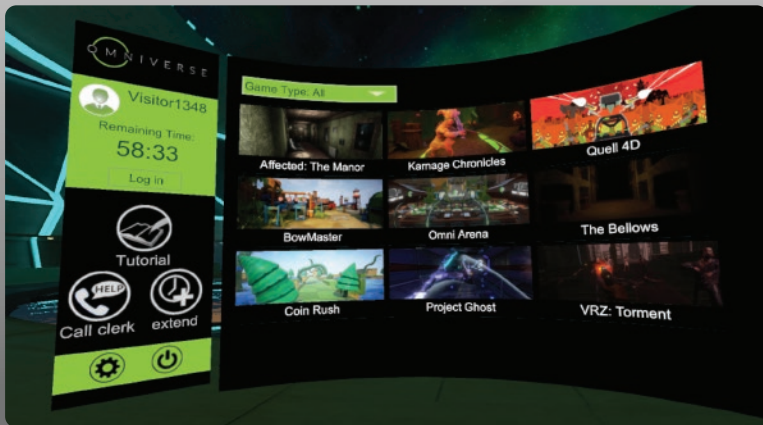 OMNIVERSE
Visitor1348
Remaining Time:
58:33
Log in
Tutorial
HELP
Call clerk
extend
Game Type: All
Affected: The Manor
Karnage Chronicles
Quell 4D
BowMaster
Omni Arena
The Bellows
Coin Rush
Project Ghost
VRZ: Torment